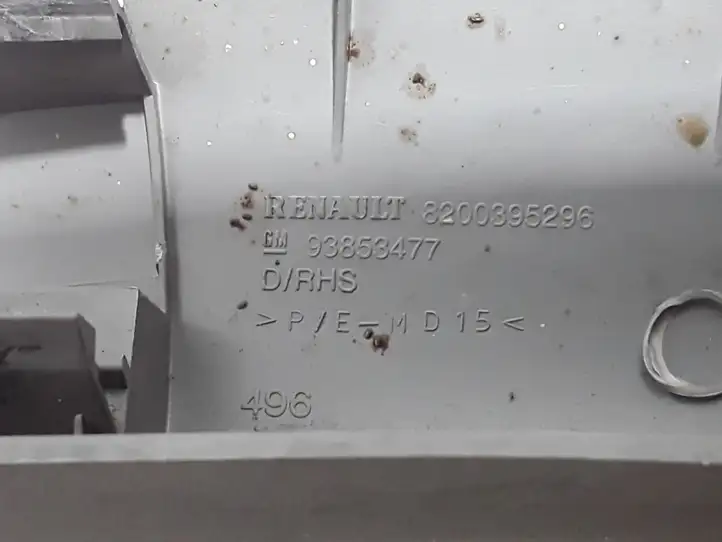 RENAULT 8200395296
GM 93853477
D/RHS
>P/E-MD15<
496